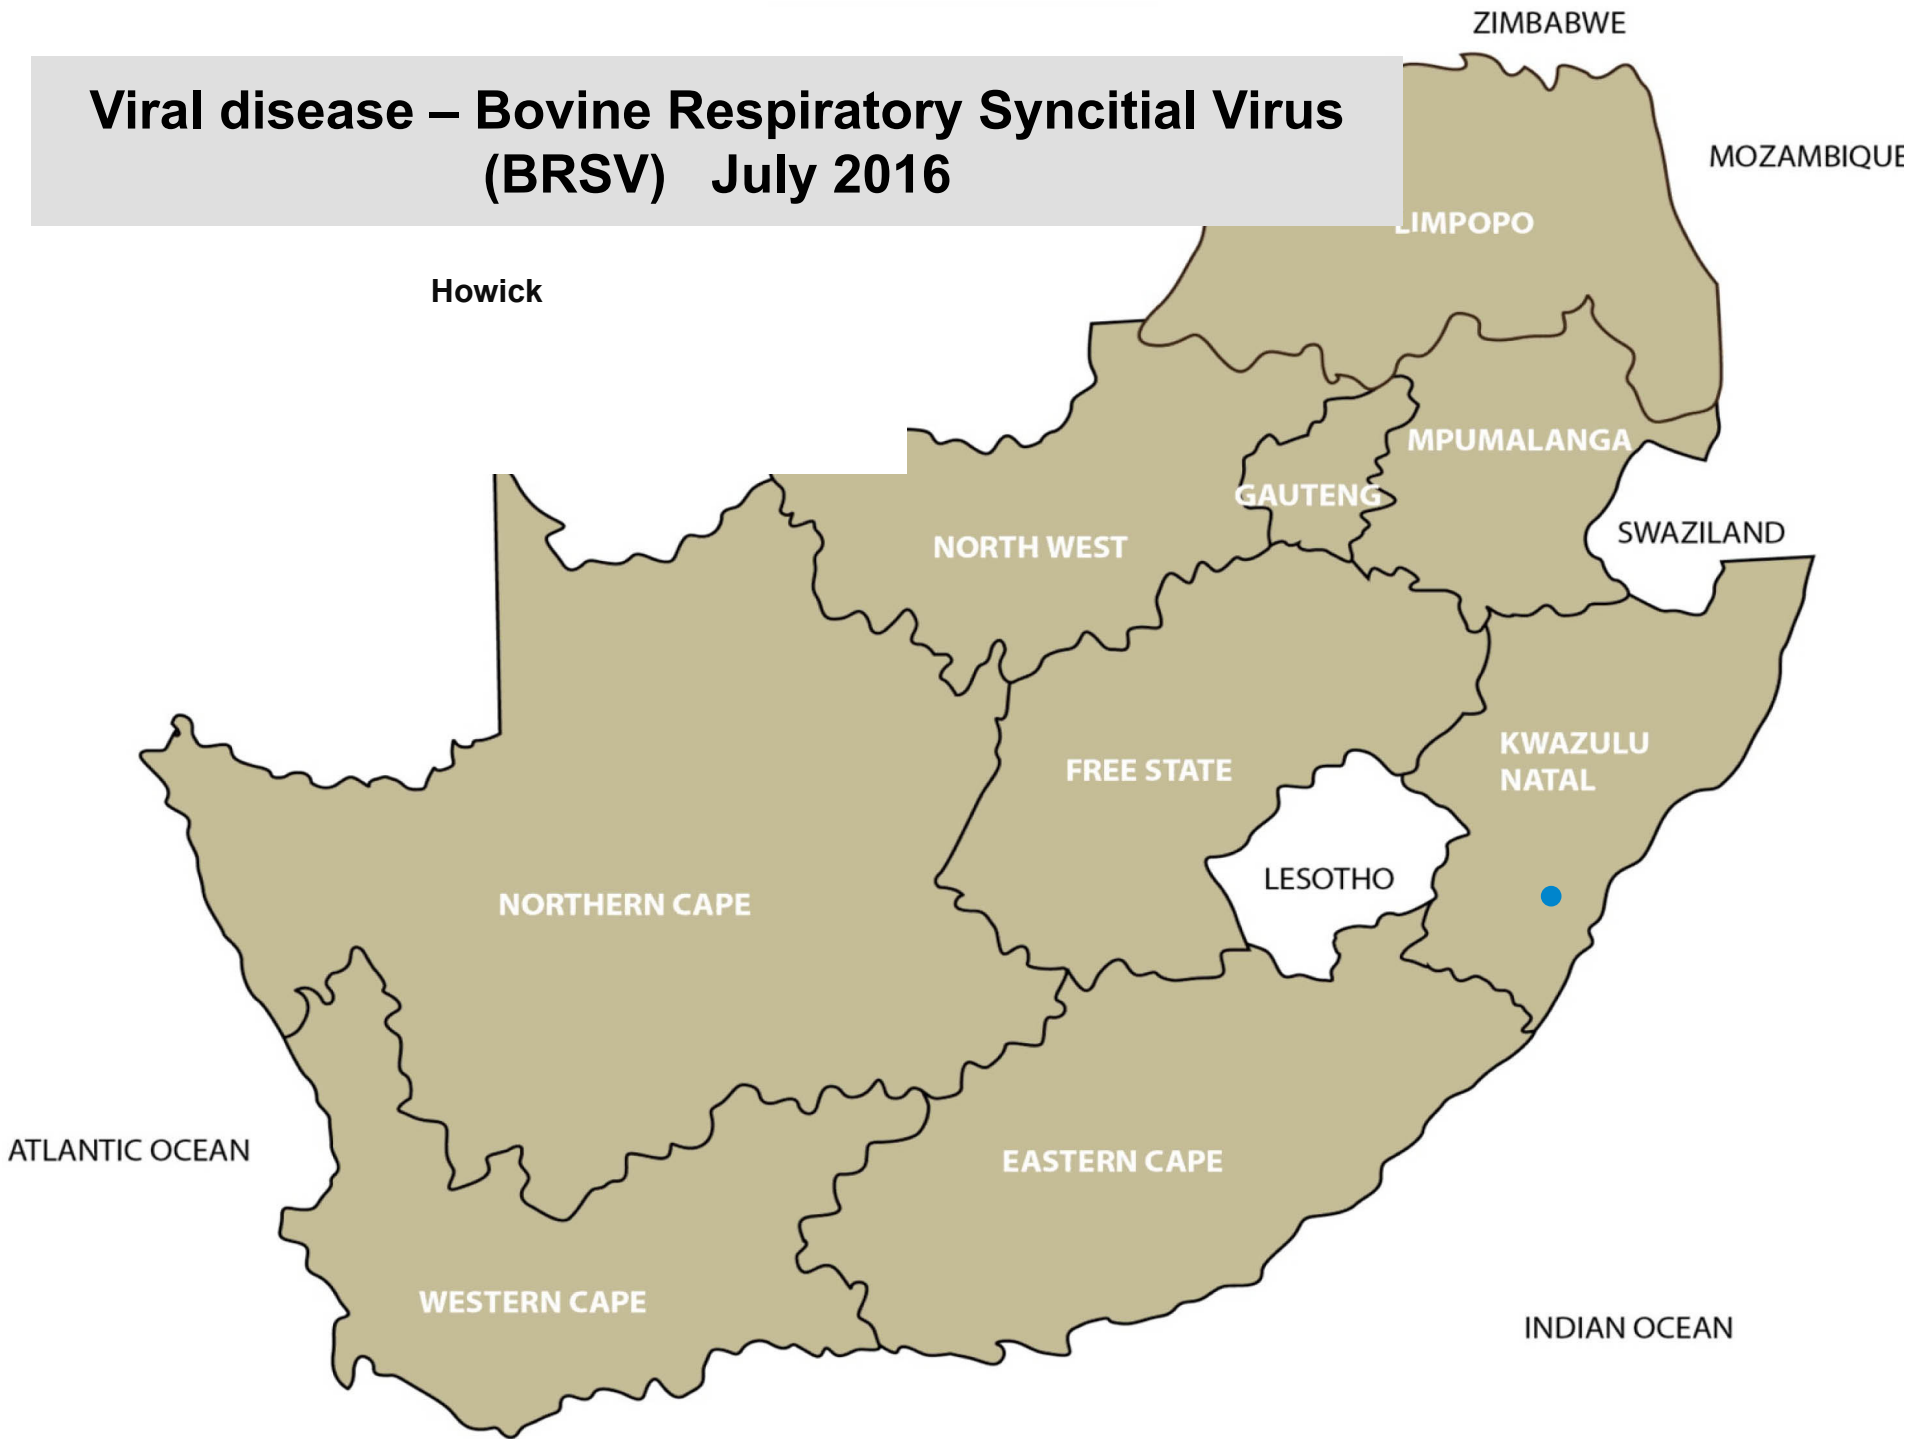 ZIMBABWE
Viral disease – Bovine Respiratory Syncitial Virus
(BRSV) July 2016
MOZAMBIQUE
LIMPOPO
Howick
MPUMALANGA
GAUTENG
SWAZILAND
NORTH WEST
KWAZULU
NATAL
FREE STATE
LESOTHO
NORTHERN CAPE
ATLANTIC OCEAN
EASTERN CAPE
WESTERN CAPE
INDIAN OCEAN